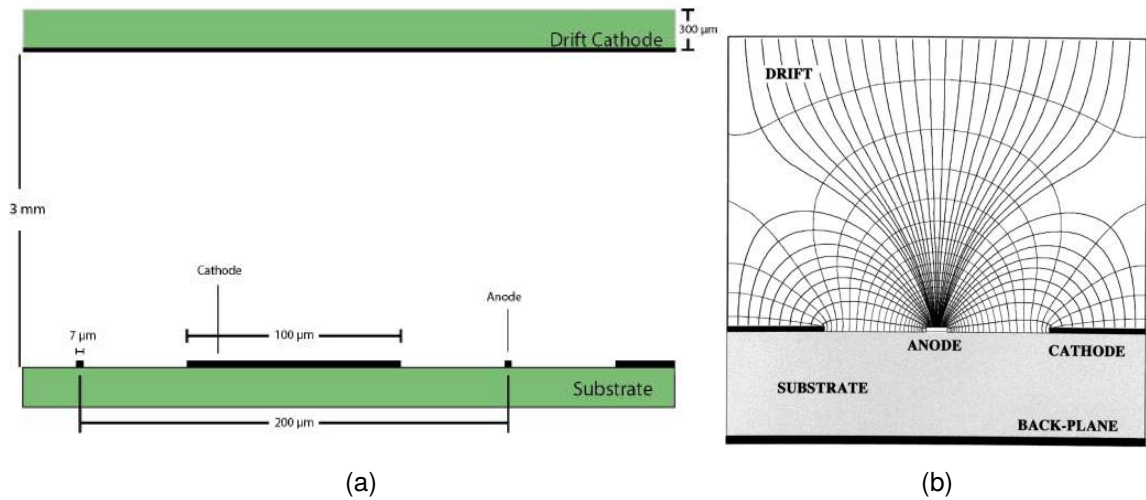 Drift Cathode
300 μm
3 mm
Cathode
Anode
7 μm
100 μm
Substrate
200 μm
(a)
DRIFT
ANODE
CATHODE
SUBSTRATE
BACK-PLANE
(b)